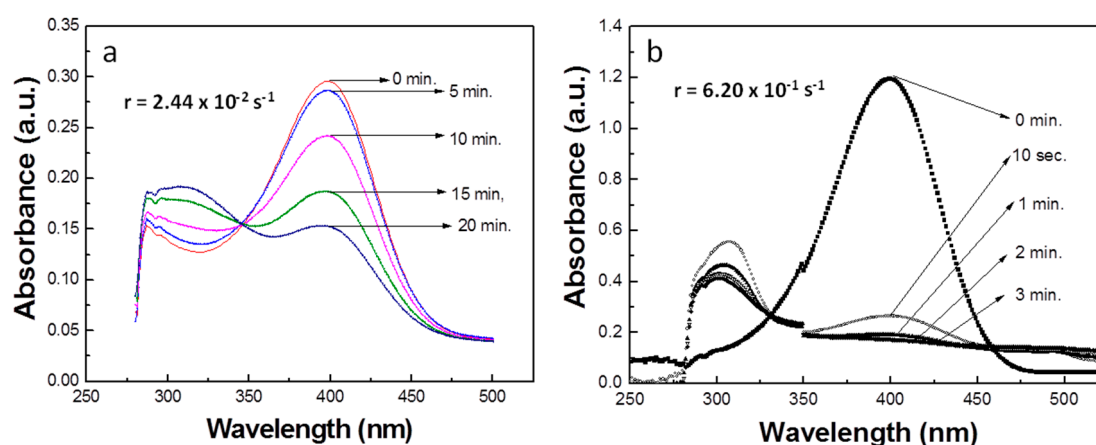 a
r = 2.44 x 10⁻² s⁻¹
0 min.
5 min.
10 min.
15 min,
20 min.
Absorbance (a.u.)
0.35
0.30
0.25
0.20
0.15
0.10
0.05
0.00
250 300 350 400 450 500
Wavelength (nm)
b
r = 6.20 x 10⁻¹ s⁻¹
0 min.
10 sec.
1 min.
2 min.
3 min.
Absorbance (a.u.)
1.4
1.2
1.0
0.8
0.6
0.4
0.2
0.0
250 300 350 400 450 500
Wavelength (nm)